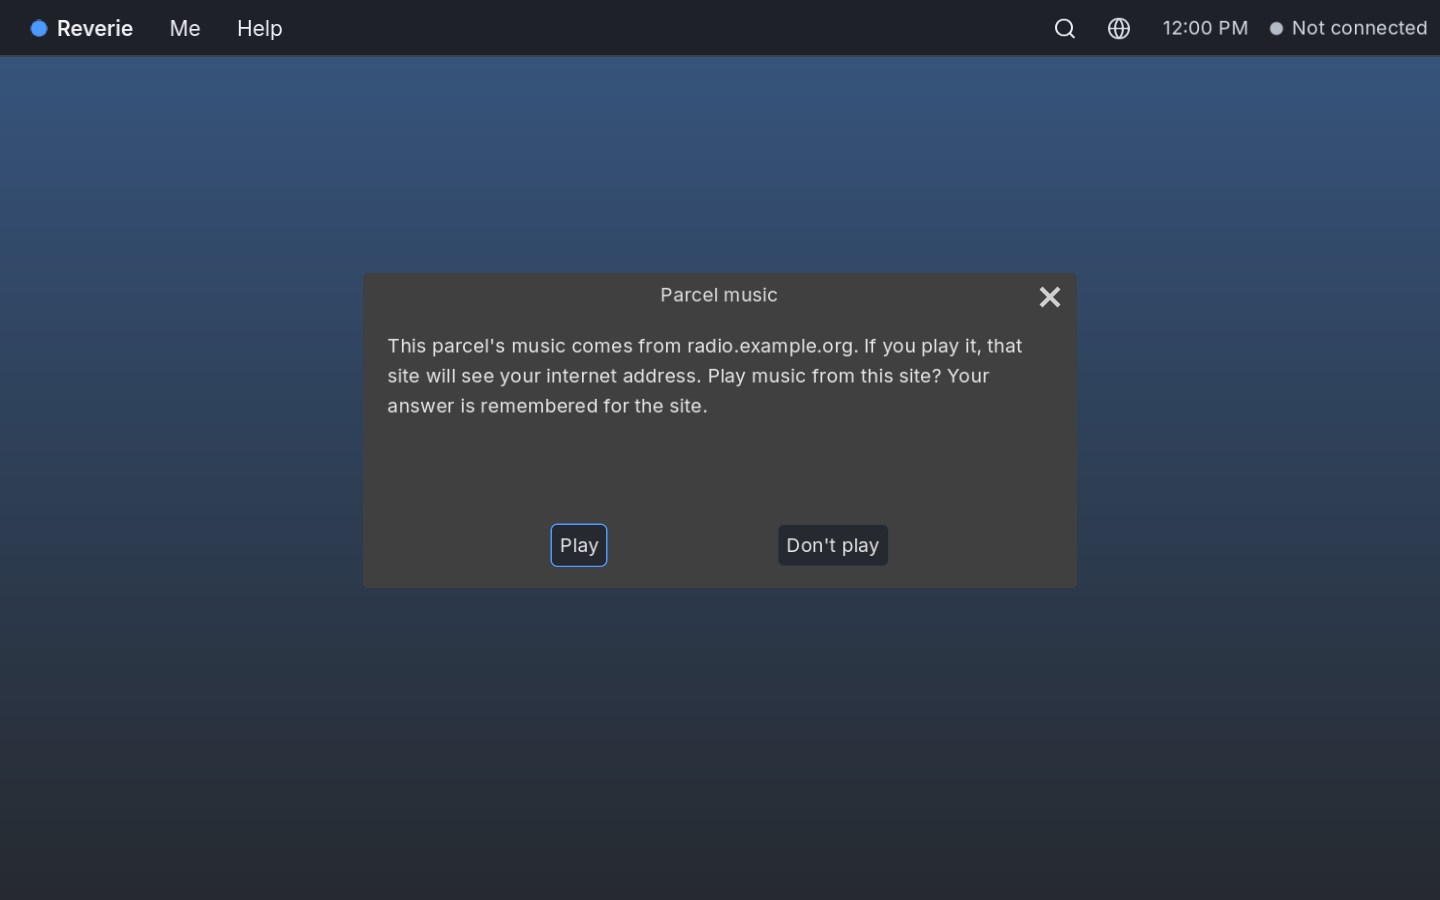 Reverie Me Help 12:00 PM Not connected
Parcel music
This parcel's music comes from radio.example.org. If you play it, that
site will see your internet address. Play music from this site? Your
answer is remembered for the site.
Play Don't play